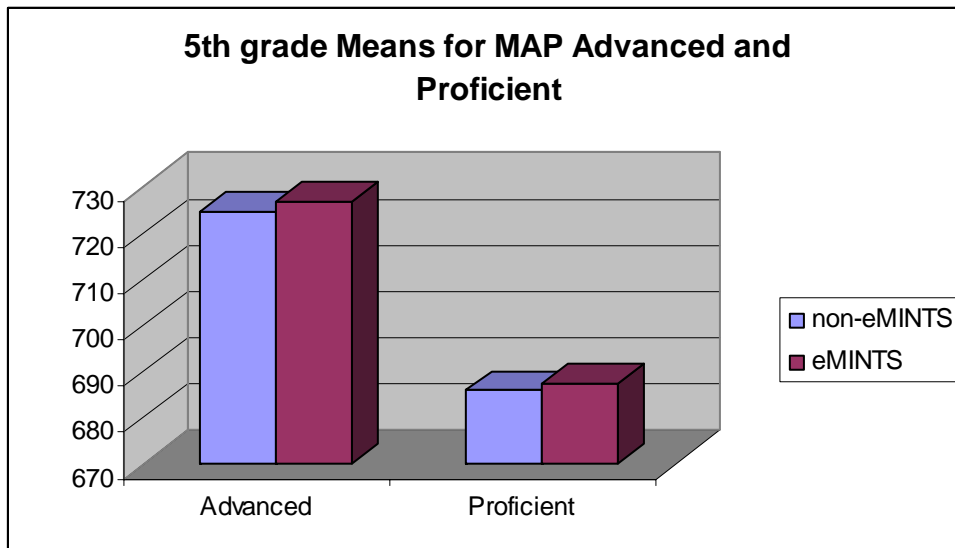 5th grade Means for MAP Advanced and
Proficient
730
720
710
700
690
680
670
Advanced
Proficient
non-eMINTS
eMINTS